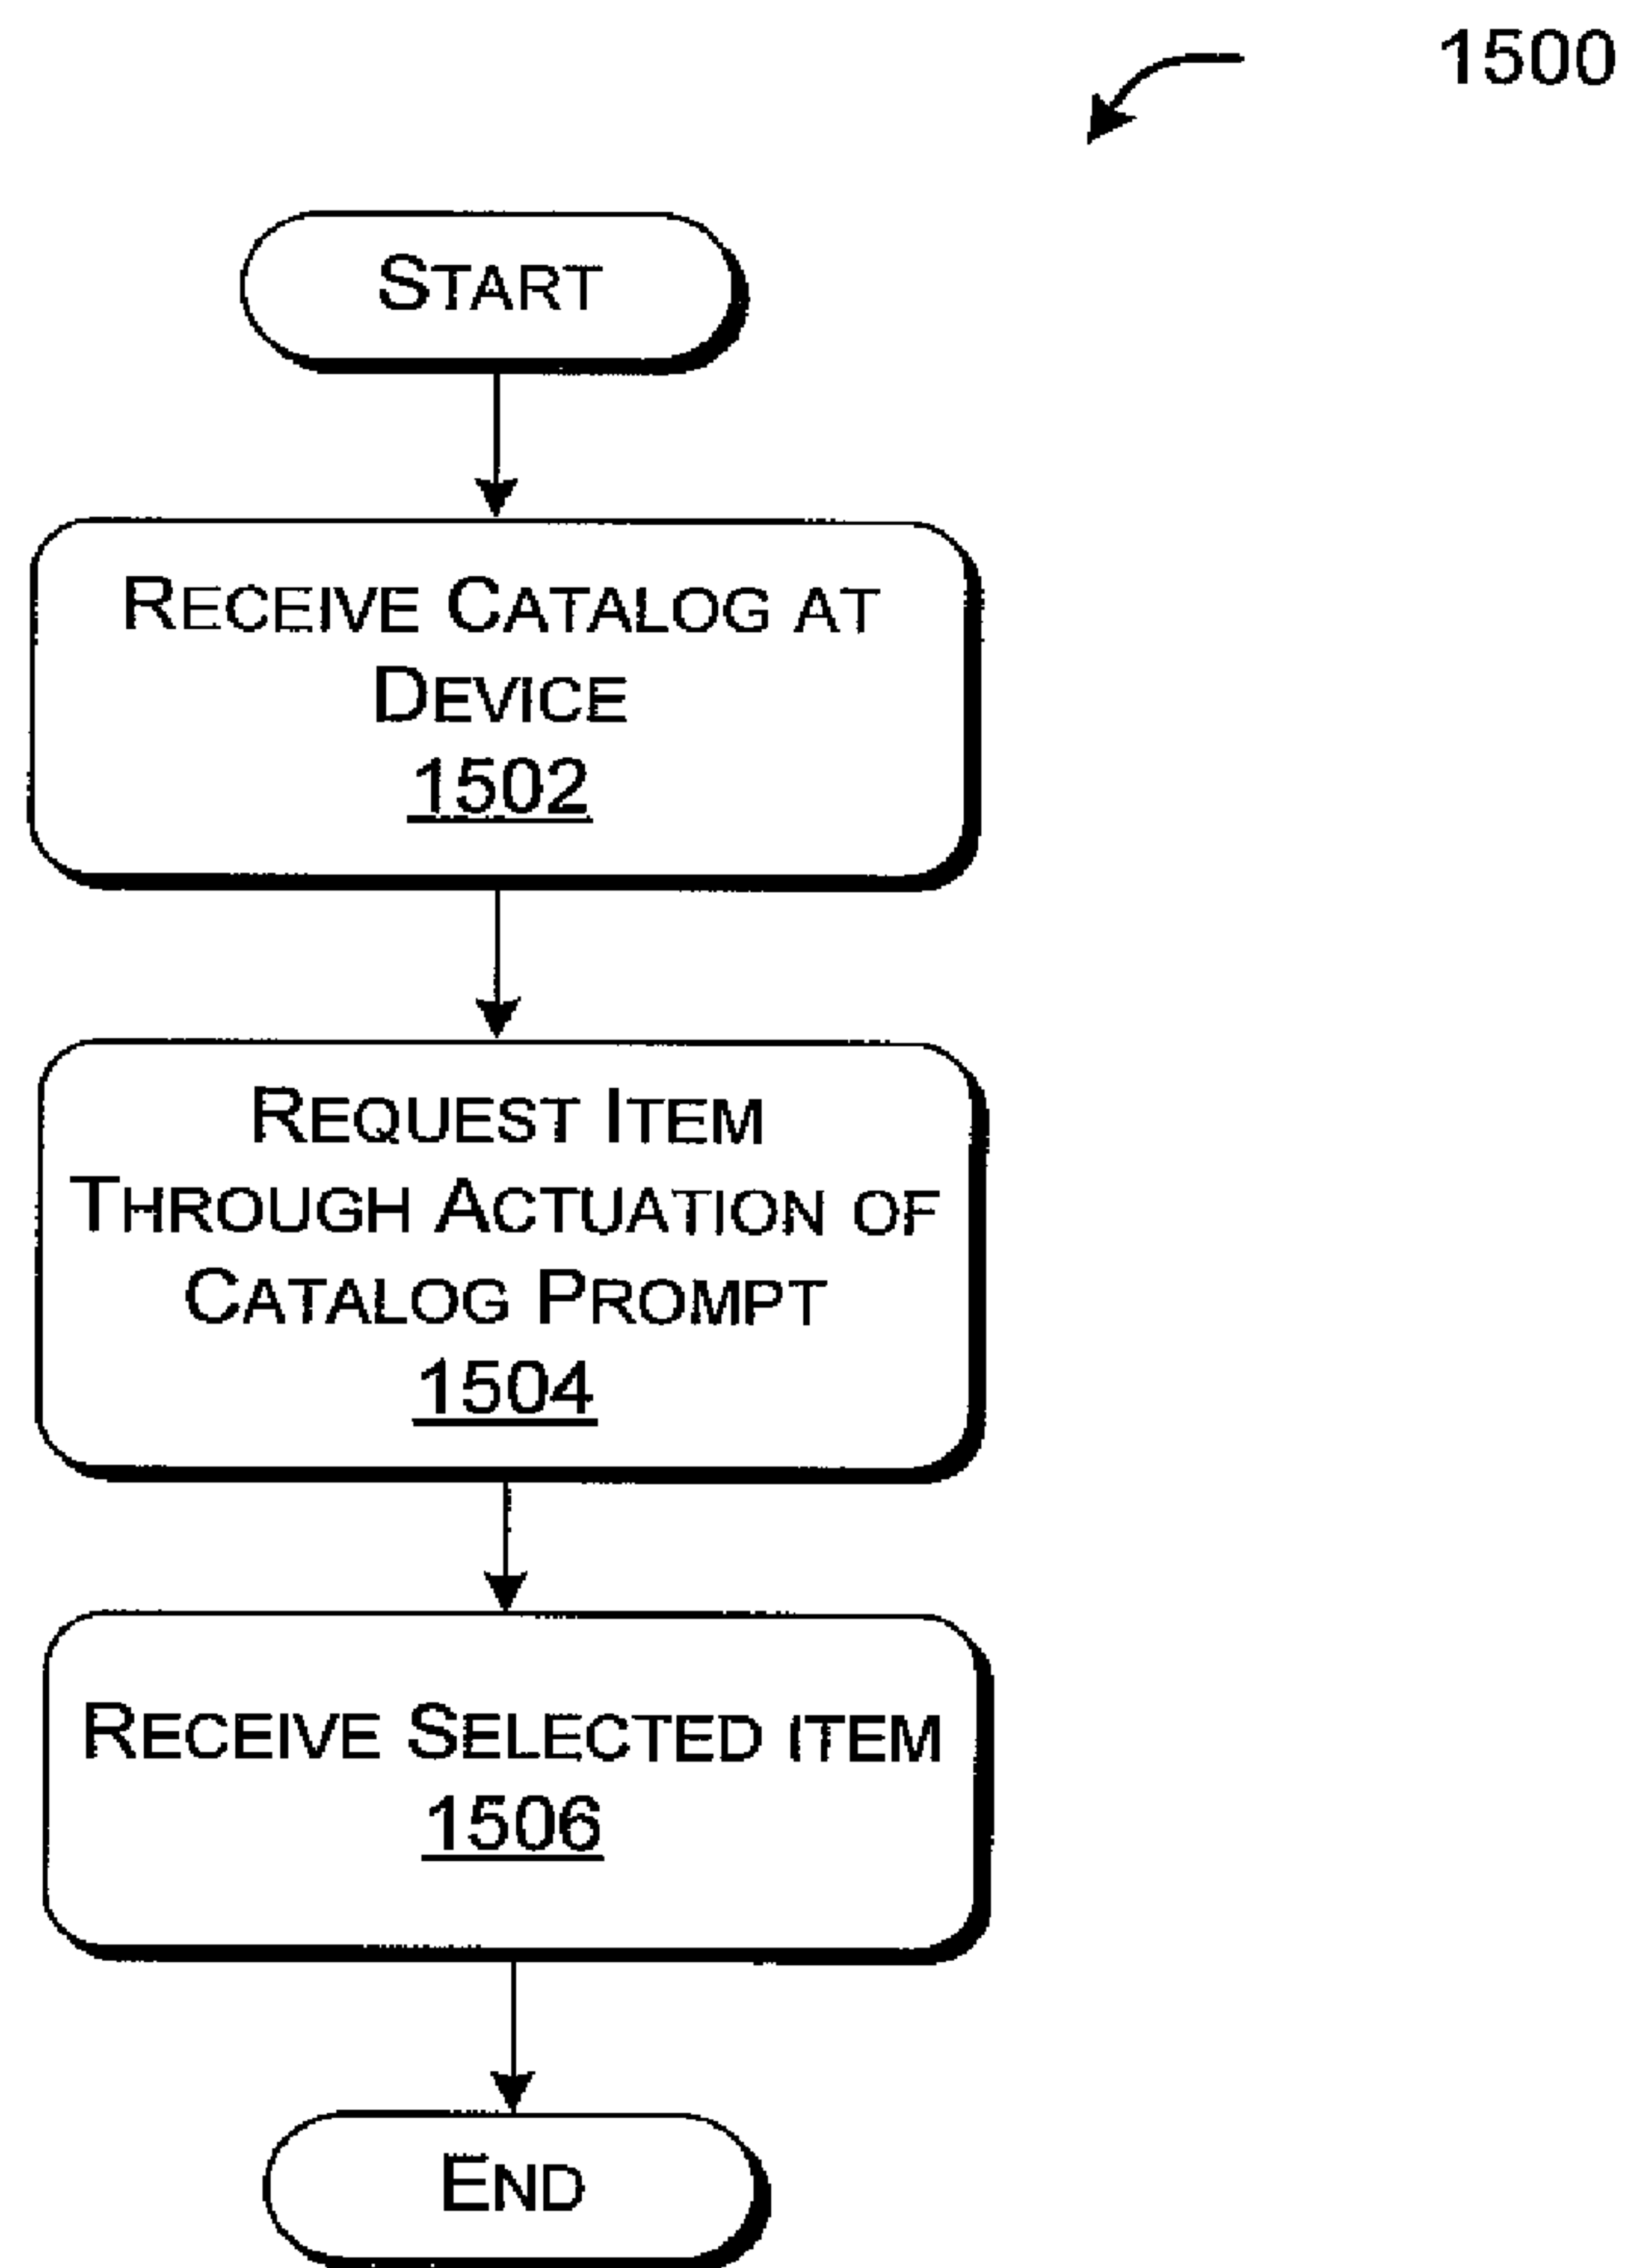 1500
START
RECEIVE CATALOG AT
DEVICE
1502
REQUEST ITEM
THROUGH ACTUATION OF
CATALOG PROMPT
1504
RECEIVE SELECTED ITEM
1506
END